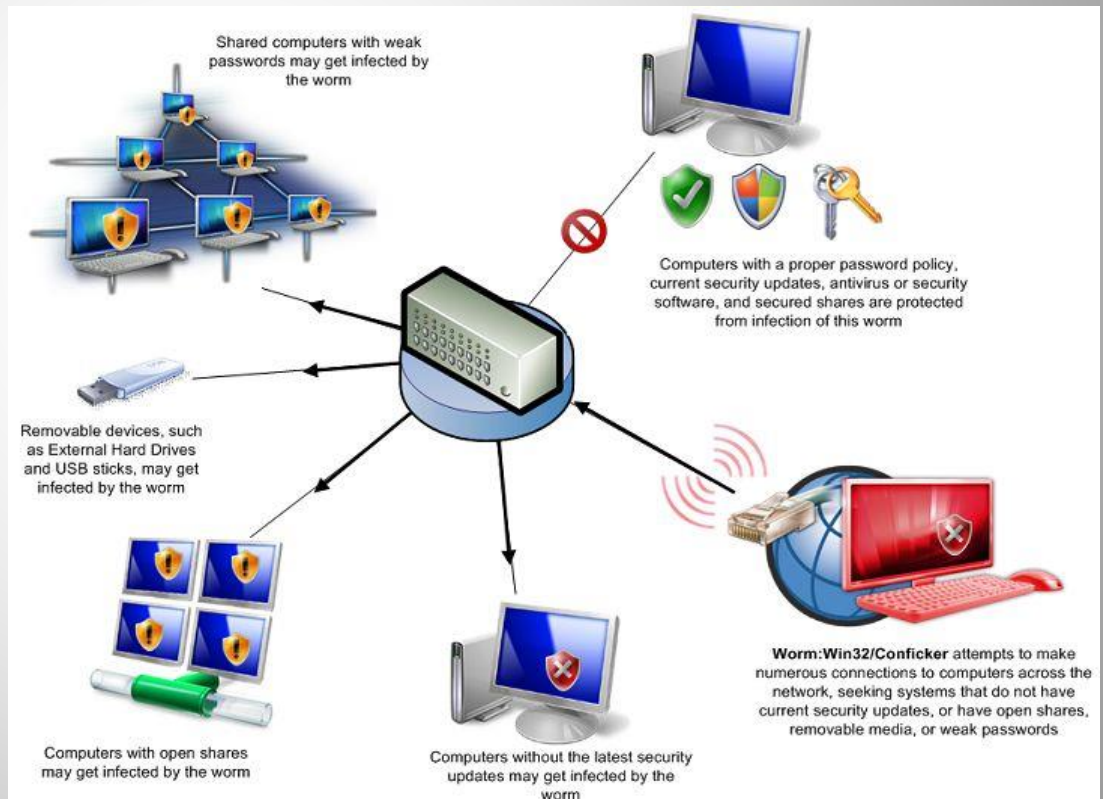 Shared computers with weak
passwords may get infected by
the worm
Computers with a proper password policy,
current security updates, antivirus or security
software, and secured shares are protected
from infection of this worm
Removable devices, such
as External Hard Drives
and USB sticks, may get
infected by the worm
Worm:Win32/Conficker attempts to make
numerous connections to computers across the
network, seeking systems that do not have
current security updates, or have open shares,
removable media, or weak passwords
Computers with open shares
may get infected by the worm
Computers without the latest security
updates may get infected by the
worm